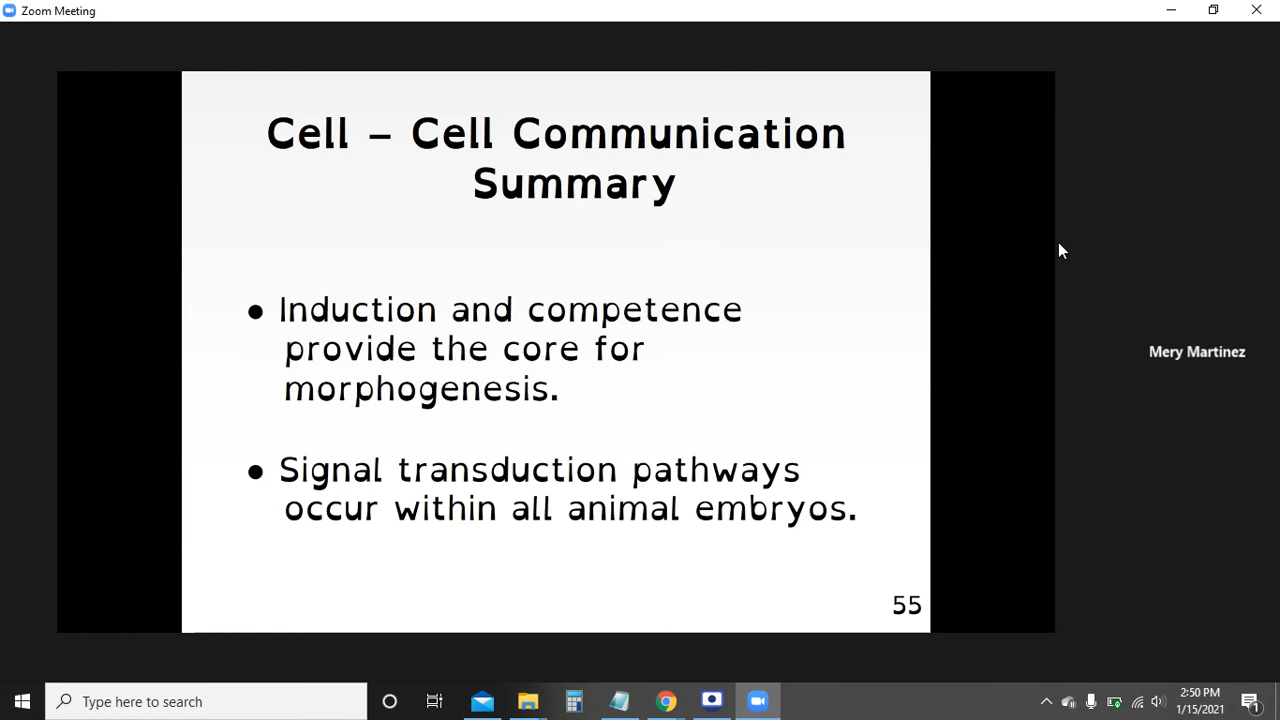 Zoom Meeting
Cell – Cell Communication
Summary
● Induction and competence
provide the core for
morphogenesis.
● Signal transduction pathways
occur within all animal embryos.
55
Mery Martinez
Type here to search
2:50 PM
1/15/2021
1